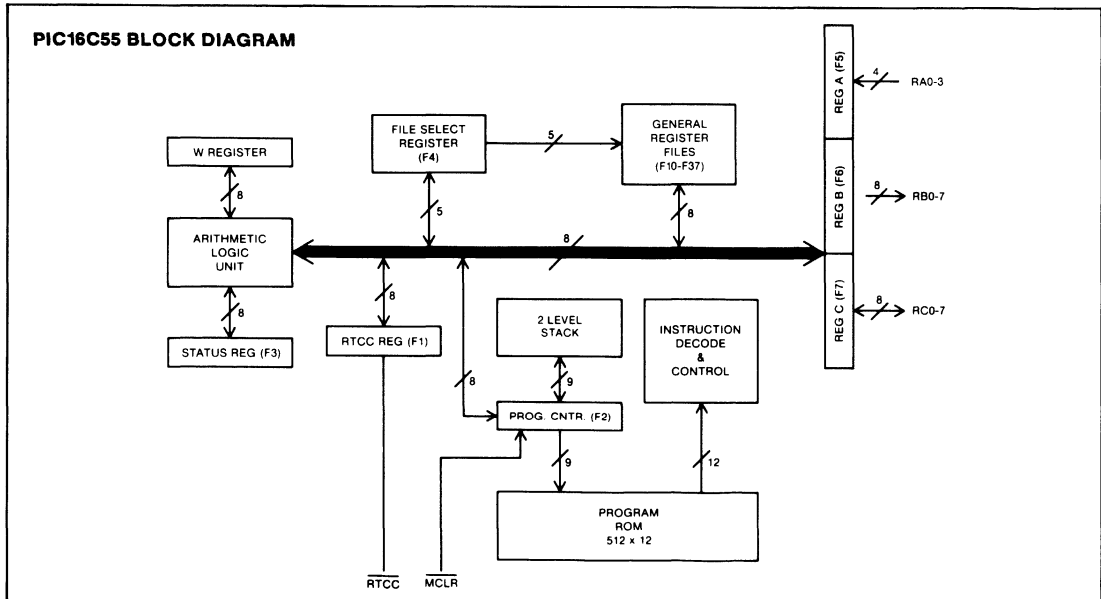 PIC16C55 BLOCK DIAGRAM
W REGISTER
8
ARITHMETIC
LOGIC
UNIT
8
STATUS REG (F3)
FILE SELECT
REGISTER
(F4)
5
5
GENERAL
REGISTER
FILES
(F10-F37)
8
8
8
RTCC REG (F1)
RTCC
8
2 LEVEL
STACK
9
PROG. CNTR. (F2)
MCLR
9
PROGRAM
ROM
512 x 12
12
INSTRUCTION
DECODE
&
CONTROL
REG A (F5)
4
RA0-3
REG B (F6)
8
RB0-7
REG C (F7)
8
RC0-7